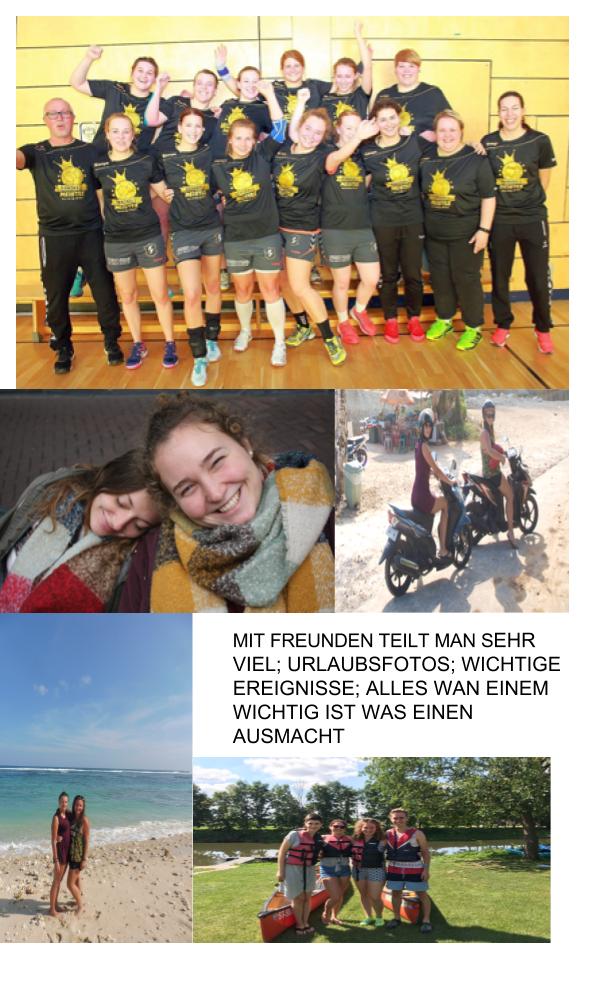 MIT FREUNDEN TEILT MAN SEHR
VIEL; URLAUBSFOTOS; WICHTIGE
EREIGNISSE; ALLES WAN EINEM
WICHTIG IST WAS EINEN
AUSMACHT